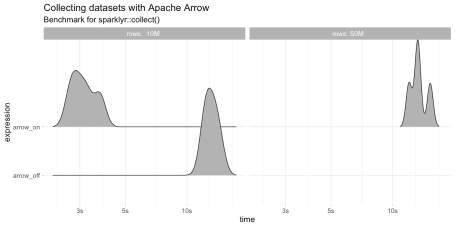 Collecting datasets with Apache Arrow
Benchmark for sparklyr::collect()
rows: 10M
rows: 50M
expression
arrow_on
arrow_off
3s 5s 10s
3s 5s 10s
time